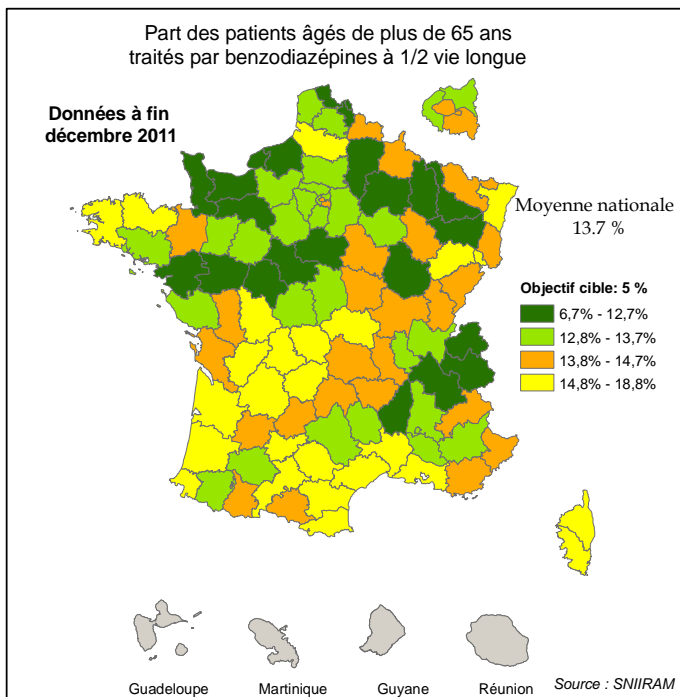 Part des patients âgés de plus de 65 ans
traités par benzodiazépines à 1/2 vie longue
Données à fin
décembre 2011
Moyenne nationale
13.7 %
Objectif cible: 5 %
6,7% - 12,7%
12,8% - 13,7%
13,8% - 14,7%
14,8% - 18,8%
Guadeloupe
Martinique
Guyane
Réunion
Source : SNIIRAM